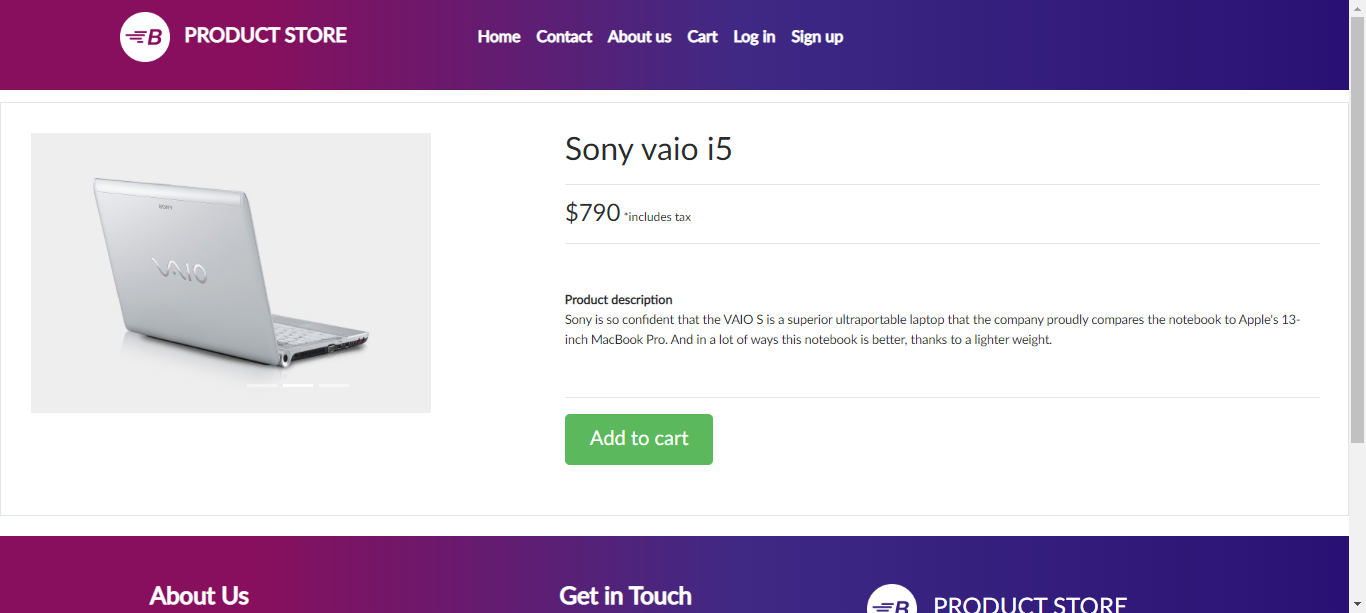 B PRODUCT STORE
Home Contact About us Cart Log in Sign up
SONY
VAIO
Sony vaio i5
$790 *includes tax
Product description
Sony is so confident that the VAIO S is a superior ultraportable laptop that the company proudly compares the notebook to Apple's 13-
inch MacBook Pro. And in a lot of ways this notebook is better, thanks to a lighter weight.
Add to cart
About Us
Get in Touch
B PRODUCT STORE